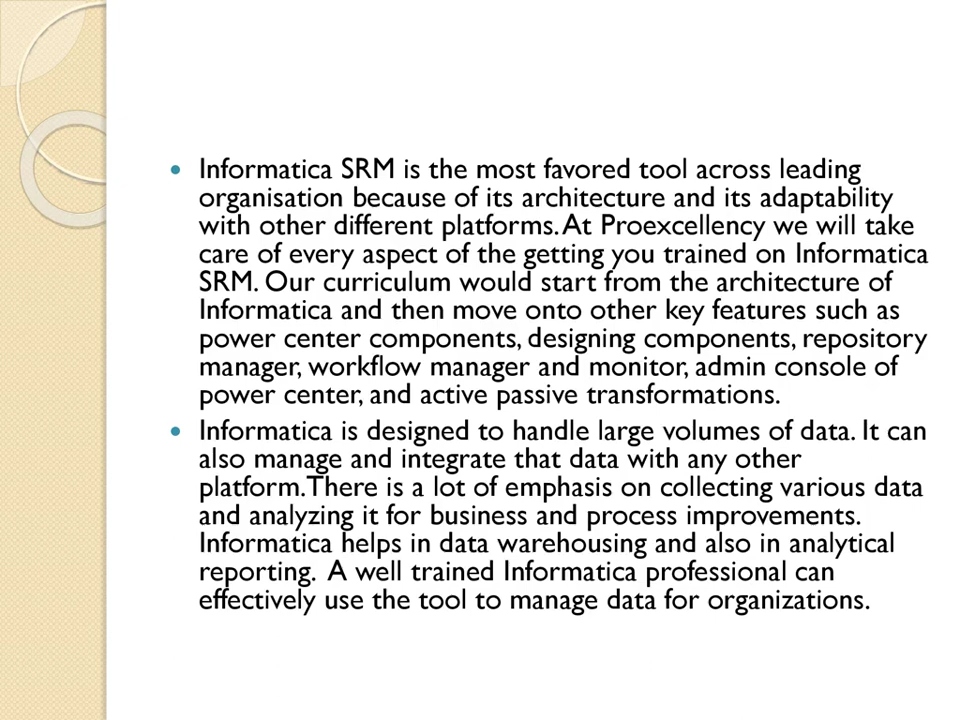 Informatica SRM is the most favored tool across leading
organisation because of its architecture and its adaptability
with other different platforms. At Proexcellency we will take
care of every aspect of the getting you trained on Informatica
SRM. Our curriculum would start from the architecture of
Informatica and then move onto other key features such as
power center components, designing components, repository
manager, workflow manager and monitor, admin console of
power center, and active passive transformations.
Informatica is designed to handle large volumes of data. It can
also manage and integrate that data with any other
platform.There is a lot of emphasis on collecting various data
and analyzing it for business and process improvements.
Informatica helps in data warehousing and also in analytical
reporting.  A well trained Informatica professional can
effectively use the tool to manage data for organizations.